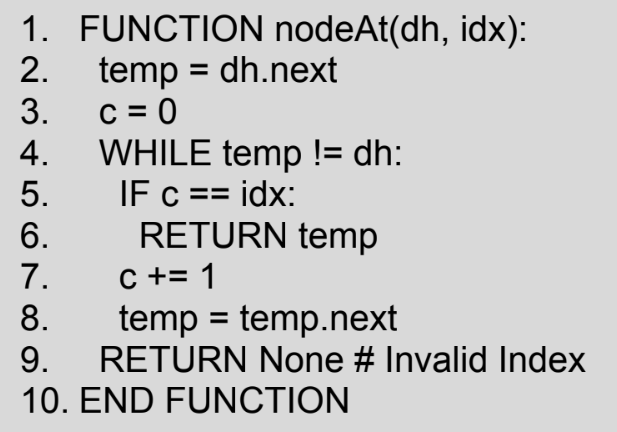 1. FUNCTION nodeAt(dh, idx):
2. temp = dh.next
3. c = 0
4. WHILE temp != dh:
5. IF c == idx:
6. RETURN temp
7. c += 1
8. temp = temp.next
9. RETURN None # Invalid Index
10. END FUNCTION